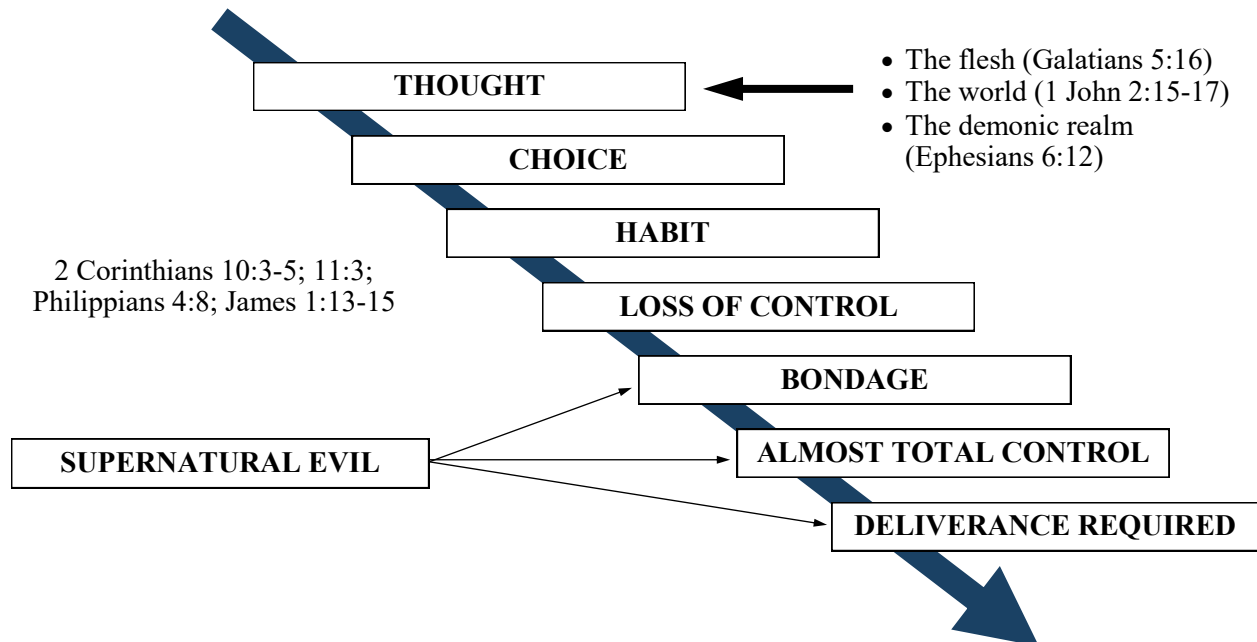 THOUGHT
• The flesh (Galatians 5:16)
• The world (1 John 2:15-17)
• The demonic realm
(Ephesians 6:12)
CHOICE
HABIT
2 Corinthians 10:3-5; 11:3;
Philippians 4:8; James 1:13-15
LOSS OF CONTROL
BONDAGE
SUPERNATURAL EVIL
ALMOST TOTAL CONTROL
DELIVERANCE REQUIRED